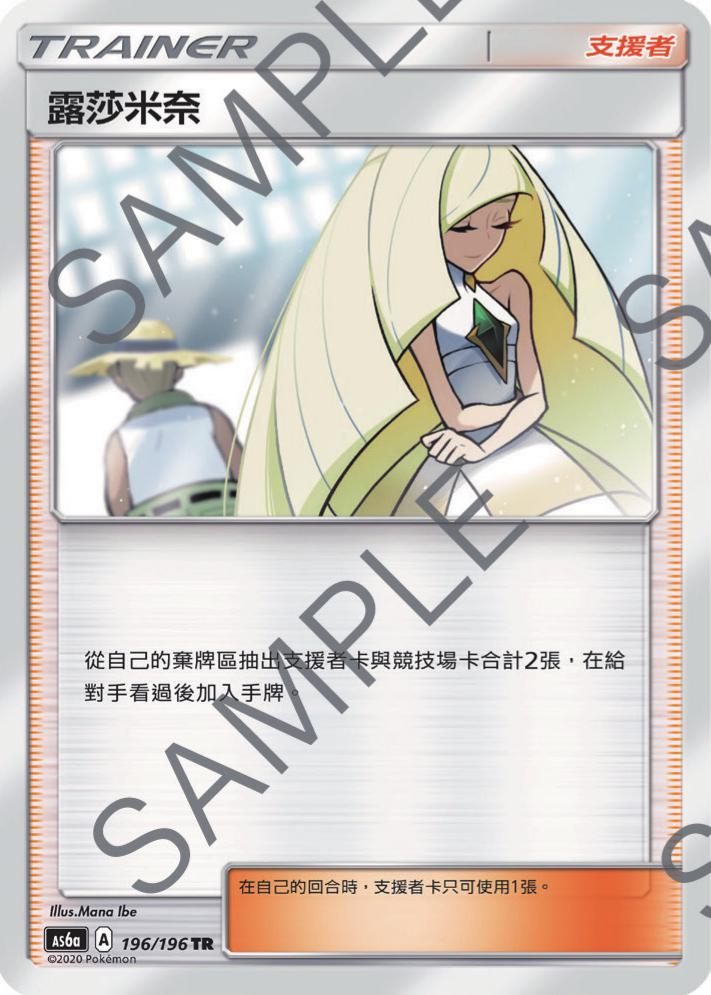 TRAINER
支援者
露莎米奈
SAMPLE
SA
從自己的棄牌區抽出支援者卡與競技場卡合計2張，在給
對手看過後加入手牌。
SAMPLE
S
在自己的回合時，支援者卡只可使用1張。
Illus.Mana Ibe
AS6a A 196/196 TR
©2020 Pokémon